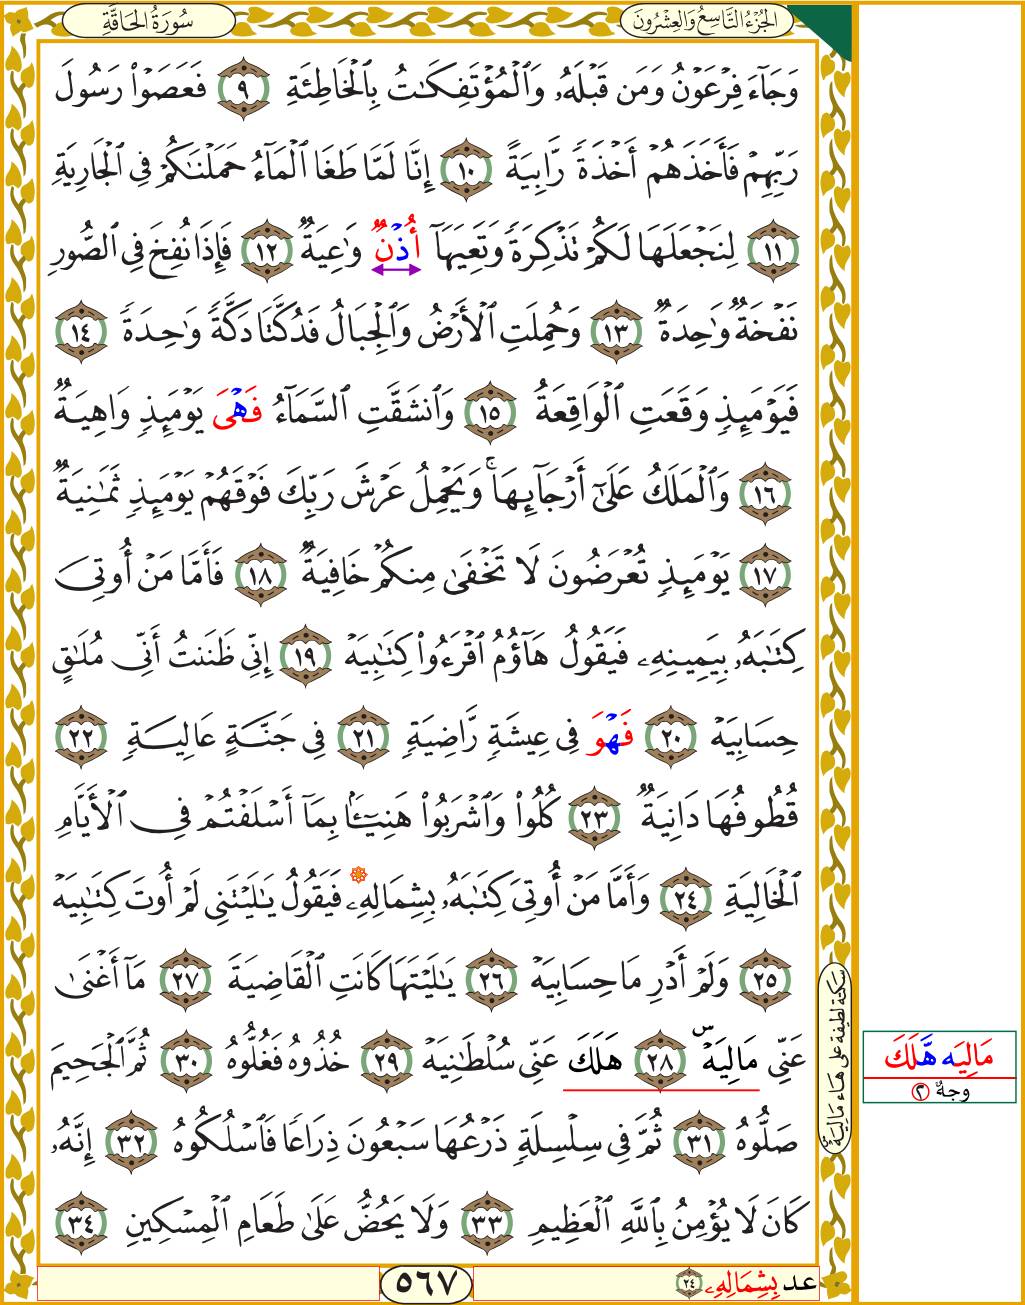 الجُزْءُ التَّاسِعُ وَالعِشْرُونَ
سُورَةُ الحَاقَّةِ
وَجَآءَ فِرْعَوْنُ وَمَن قَبْلَهُۥ وَٱلْمُؤْتَفِكَٰتُ بِٱلْخَاطِئَةِ ٩ فَعَصَوْا۟ رَسُولَ
رَبِّهِمْ فَأَخَذَهُمْ أَخْذَةً رَّابِيَةً ١٠ إِنَّا لَمَّا طَغَا ٱلْمَآءُ حَمَلْنَٰكُمْ فِى ٱلْجَارِيَةِ
١١ لِنَجْعَلَهَا لَكُمْ تَذْكِرَةً وَتَعِيَهَآ أُذْنٌ وَٰعِيَةٌ ١٢ فَإِذَا نُفِخَ فِى ٱلصُّورِ
نَفْخَةٌ وَٰحِدَةٌ ١٣ وَحُمِلَتِ ٱلْأَرْضُ وَٱلْجِبَالُ فَدُكَّتَا دَكَّةً وَٰحِدَةً ١٤
فَيَوْمَئِذٍ وَقَعَتِ ٱلْوَاقِعَةُ ١٥ وَٱنشَقَّتِ ٱلسَّمَآءُ فَهْىَ يَوْمَئِذٍ وَاهِيَةٌ
١٦ وَٱلْمَلَكُ عَلَىٰٓ أَرْجَآئِهَا ۚ وَيَحْمِلُ عَرْشَ رَبِّكَ فَوْقَهُمْ يَوْمَئِذٍ ثَمَٰنِيَةٌ
١٧ يَوْمَئِذٍ تُعْرَضُونَ لَا تَخْفَىٰ مِنكُمْ خَافِيَةٌ ١٨ فَأَمَّا مَنْ أُوتِىَ
كِتَٰبَهُۥ بِيَمِينِهِۦ فَيَقُولُ هَآؤُمُ ٱقْرَءُوا۟ كِتَٰبِيَهْ ١٩ إِنِّى ظَنَنتُ أَنِّى مُلَٰقٍ
حِسَابِيَهْ ٢٠ فَهْوَ فِى عِيشَةٍ رَّاضِيَةٍ ٢١ فِى جَنَّةٍ عَالِيَةٍ ٢٢
قُطُوفُهَا دَانِيَةٌ ٢٣ كُلُوا۟ وَٱشْرَبُوا۟ هَنِيٓـًٔا بِمَآ أَسْلَفْتُمْ فِى ٱلْأَيَّامِ
ٱلْخَالِيَةِ ٢٤ وَأَمَّا مَنْ أُوتِىَ كِتَٰبَهُۥ بِشِمَالِهِۦ فَيَقُولُ يَٰلَيْتَنِى لَمْ أُوتَ كِتَٰبِيَهْ
٢٥ وَلَمْ أَدْرِ مَا حِسَابِيَهْ ٢٦ يَٰلَيْتَهَا كَانَتِ ٱلْقَاضِيَةَ ٢٧ مَآ أَغْنَىٰ
عَنِّى مَالِيَهْ ۜ ٢٨ هَلَكَ عَنِّى سُلْطَٰنِيَهْ ٢٩ خُذُوهُ فَغُلُّوهُ ٣٠ ثُمَّ ٱلْجَحِيمَ
صَلُّوهُ ٣١ ثُمَّ فِى سِلْسِلَةٍ ذَرْعُهَا سَبْعُونَ ذِرَاعًا فَٱسْلُكُوهُ ٣٢ إِنَّهُۥ
كَانَ لَا يُؤْمِنُ بِٱللَّهِ ٱلْعَظِيمِ ٣٣ وَلَا يَحُضُّ عَلَىٰ طَعَامِ ٱلْمِسْكِينِ ٣٤
سكتة لطيفة على هاء مَالِيَهْ ۜ
مَالِيَه هَّلَكَ
وجهٌ ٢
عد بِشِمَالِهِۦ ٢٤
٥٦٧